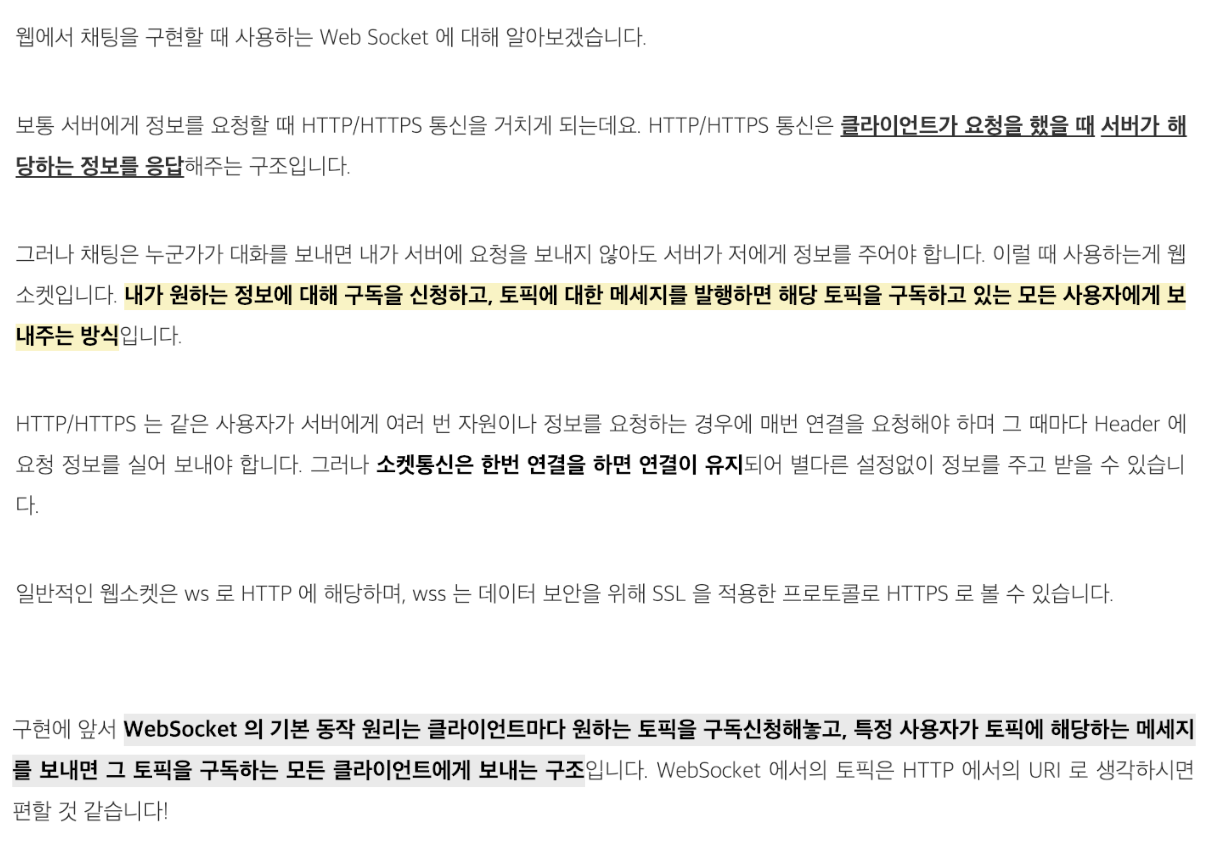 웹에서 채팅을 구현할 때 사용하는 Web Socket 에 대해 알아보겠습니다.
보통 서버에게 정보를 요청할 때 HTTP/HTTPS 통신을 거치게 되는데요. HTTP/HTTPS 통신은 클라이언트가 요청을 했을 때 서버가 해
당하는 정보를 응답해주는 구조입니다.
그러나 채팅은 누군가가 대화를 보내면 내가 서버에 요청을 보내지 않아도 서버가 저에게 정보를 주어야 합니다. 이럴 때 사용하는게 웹
소켓입니다. 내가 원하는 정보에 대해 구독을 신청하고, 토픽에 대한 메세지를 발행하면 해당 토픽을 구독하고 있는 모든 사용자에게 보
내주는 방식입니다.
HTTP/HTTPS 는 같은 사용자가 서버에게 여러 번 자원이나 정보를 요청하는 경우에 매번 연결을 요청해야 하며 그 때마다 Header 에
요청 정보를 실어 보내야 합니다. 그러나 소켓통신은 한번 연결을 하면 연결이 유지되어 별다른 설정없이 정보를 주고 받을 수 있습니
다.
일반적인 웹소켓은 ws 로 HTTP 에 해당하며, wss 는 데이터 보안을 위해 SSL 을 적용한 프로토콜로 HTTPS 로 볼 수 있습니다.
구현에 앞서 WebSocket 의 기본 동작 원리는 클라이언트마다 원하는 토픽을 구독신청해놓고, 특정 사용자가 토픽에 해당하는 메세지
를 보내면 그 토픽을 구독하는 모든 클라이언트에게 보내는 구조입니다. WebSocket 에서의 토픽은 HTTP 에서의 URI 로 생각하시면
편할 것 같습니다!